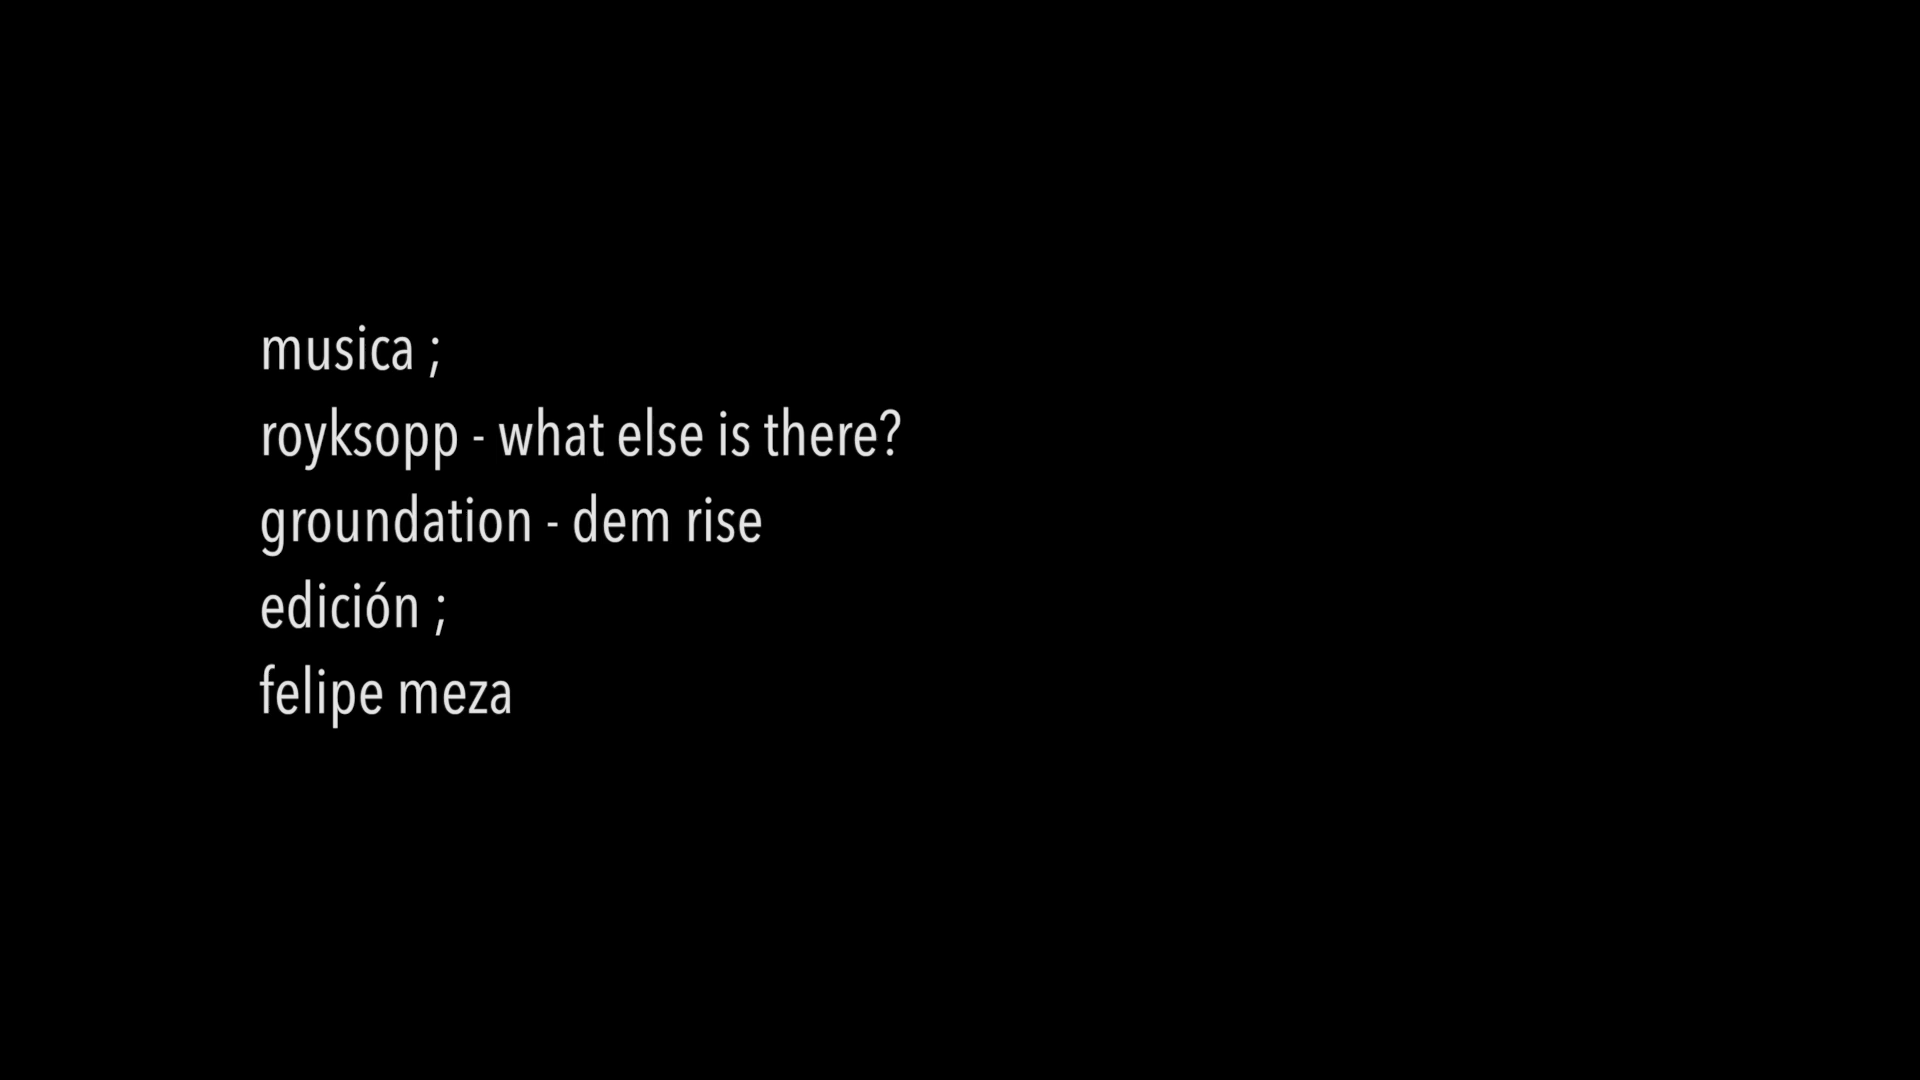 musica ;
royksopp - what else is there?
groundation - dem rise
edición ;
felipe meza